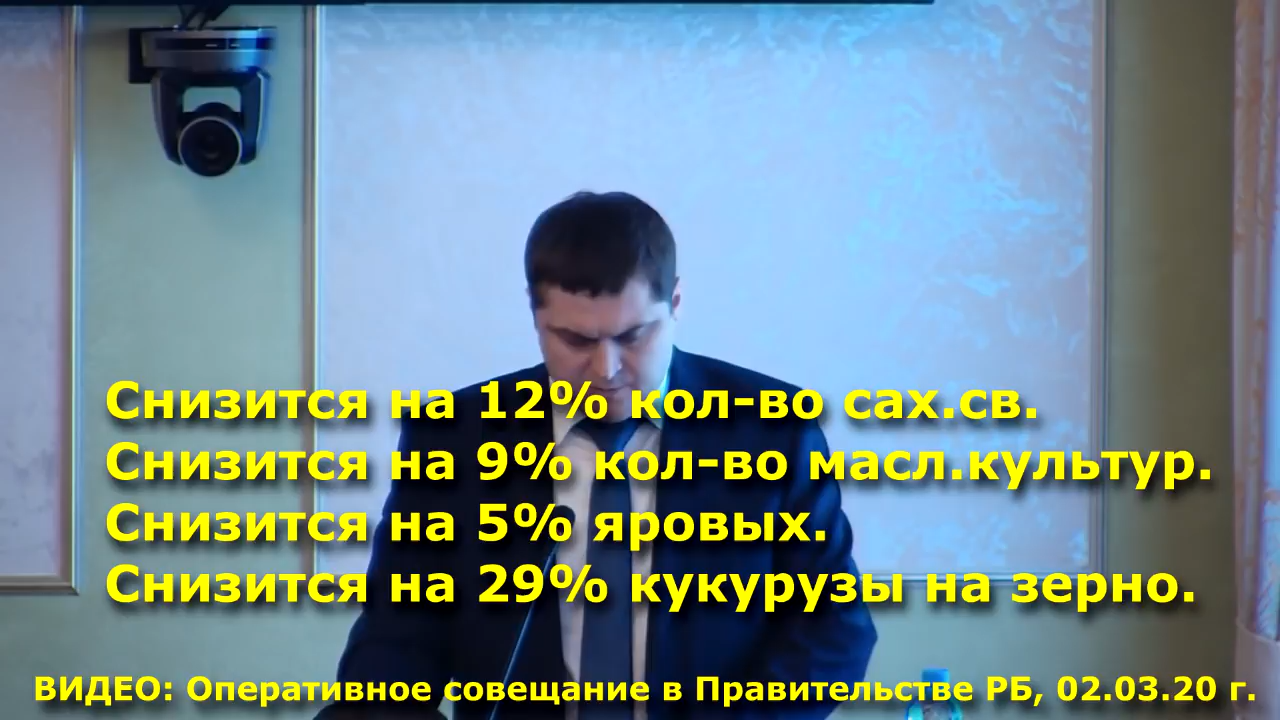 Снизится на 12% кол-во сах.св.
Снизится на 9% кол-во масл.культур.
Снизится на 5% яровых.
Снизится на 29% кукурузы на зерно.
ВИДЕО: Оперативное совещание в Правительстве РБ, 02.03.20 г.